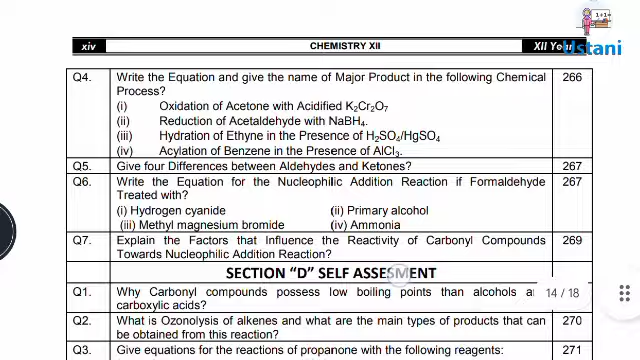 1+1=
Ustani
xiv CHEMISTRY XII XII Year
Q4. Write the Equation and give the name of Major Product in the following Chemical 266
Process?
(i) Oxidation of Acetone with Acidified K₂Cr₂O₇
(ii) Reduction of Acetaldehyde with NaBH₄.
(iii) Hydration of Ethyne in the Presence of H₂SO₄/HgSO₄
(iv) Acylation of Benzene in the Presence of AlCl₃.
Q5. Give four Differences between Aldehydes and Ketones? 267
Q6. Write the Equation for the Nucleophilic Addition Reaction if Formaldehyde 267
Treated with?
(i) Hydrogen cyanide (ii) Primary alcohol
(iii) Methyl magnesium bromide (iv) Ammonia
Q7. Explain the Factors that Influence the Reactivity of Carbonyl Compounds 269
Towards Nucleophilic Addition Reaction?
SECTION "D" SELF ASSESMENT
Q1. Why Carbonyl compounds possess low boiling points than alcohols a 14 / 18
carboxylic acids?
Q2. What is Ozonolysis of alkenes and what are the main types of products that can 270
be obtained from this reaction?
Q3. Give equations for the reactions of propanone with the following reagents: 271